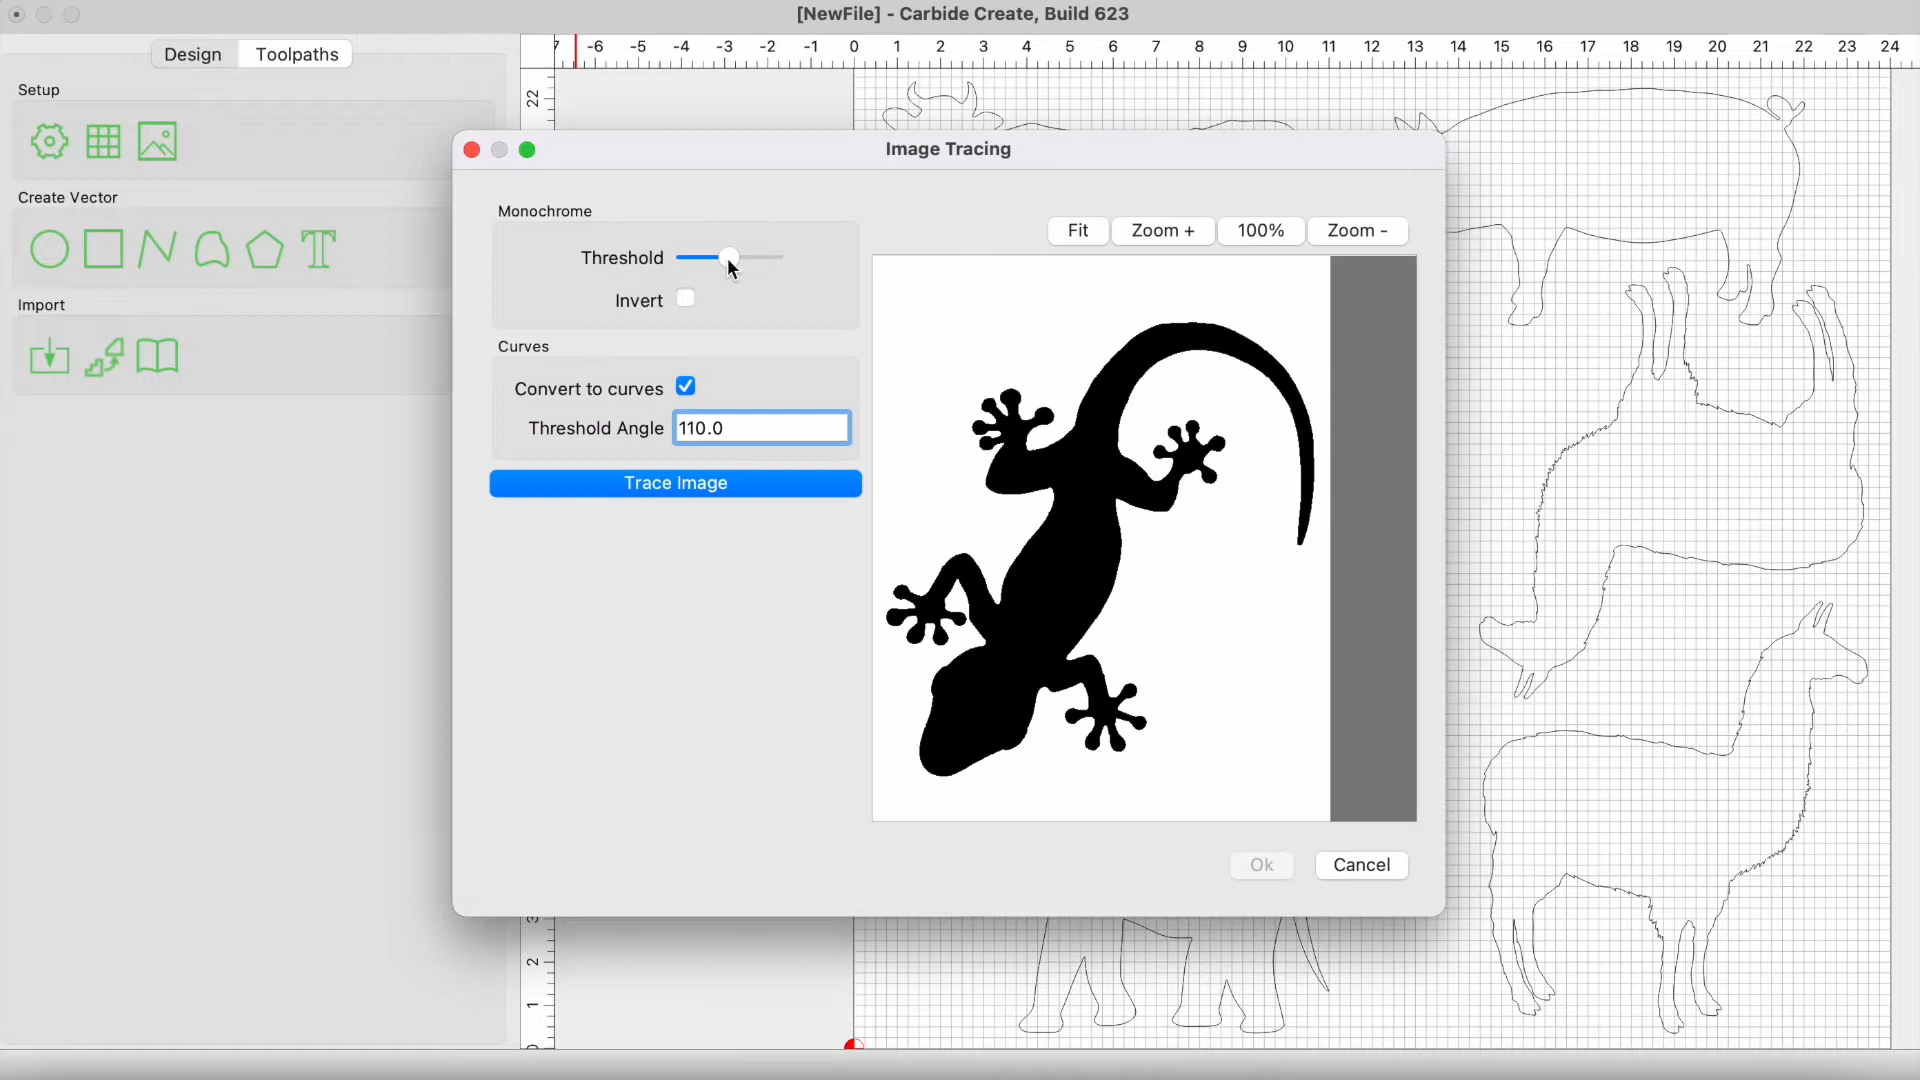 [NewFile] - Carbide Create, Build 623
Design Toolpaths
7 -6 -5 -4 -3 -2 -1 0 1 2 3 4 5 6 7 8 9 10 11 12 13 14 15 16 17 18 19 20 21 22 23 24
Setup
22
Image Tracing
Create Vector
Monochrome
Fit Zoom + 100% Zoom -
Threshold
Invert
Import
Curves
Convert to curves
Threshold Angle 110.0
Trace Image
Ok Cancel
3
2
1
0